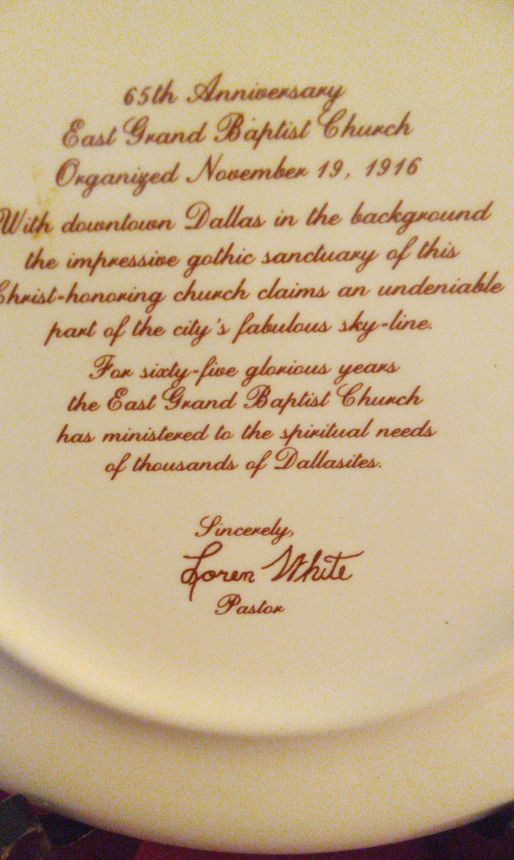 65th Anniversary
East Grand Baptist Church
Organized November 19, 1916
With downtown Dallas in the background
the impressive gothic sanctuary of this
Christ-honoring church claims an undeniable
part of the city's fabulous sky-line.
For sixty-five glorious years
the East Grand Baptist Church
has ministered to the spiritual needs
of thousands of Dallasites.
Sincerely,
Loren White
Pastor